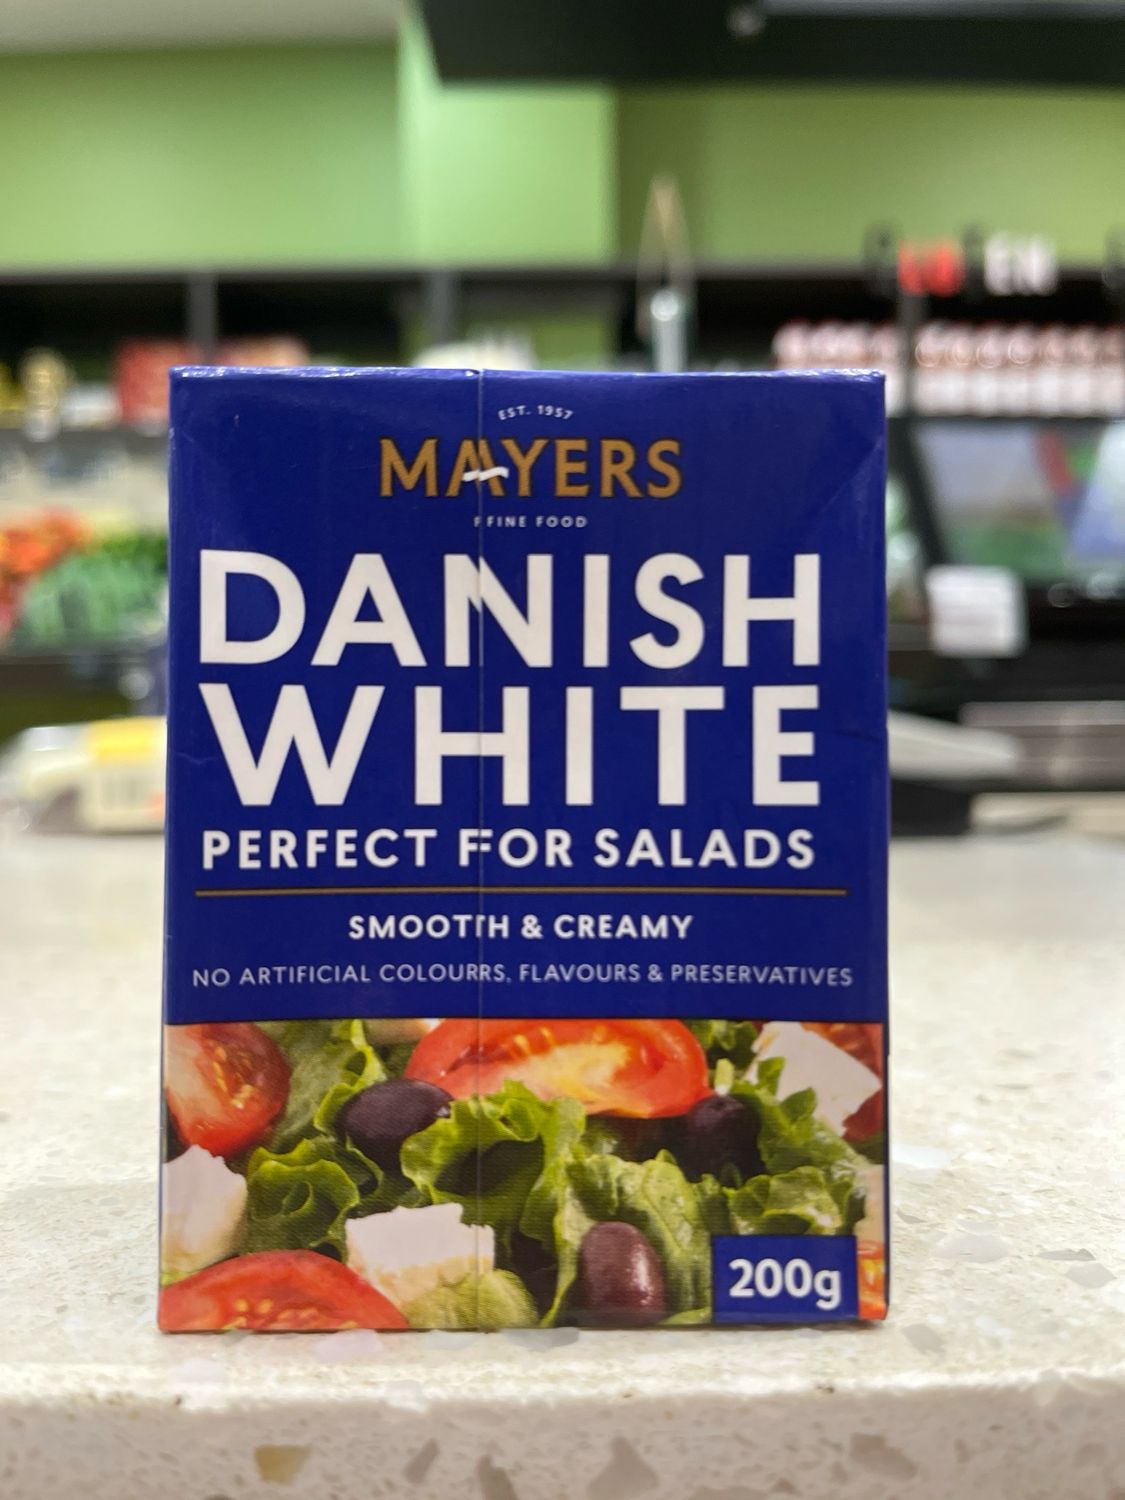 EST. 1957
MAYERS
FINE FOOD
DANISH
WHITE
PERFECT FOR SALADS
SMOOTH & CREAMY
NO ARTIFICIAL COLOURRS, FLAVOURS & PRESERVATIVES
200g